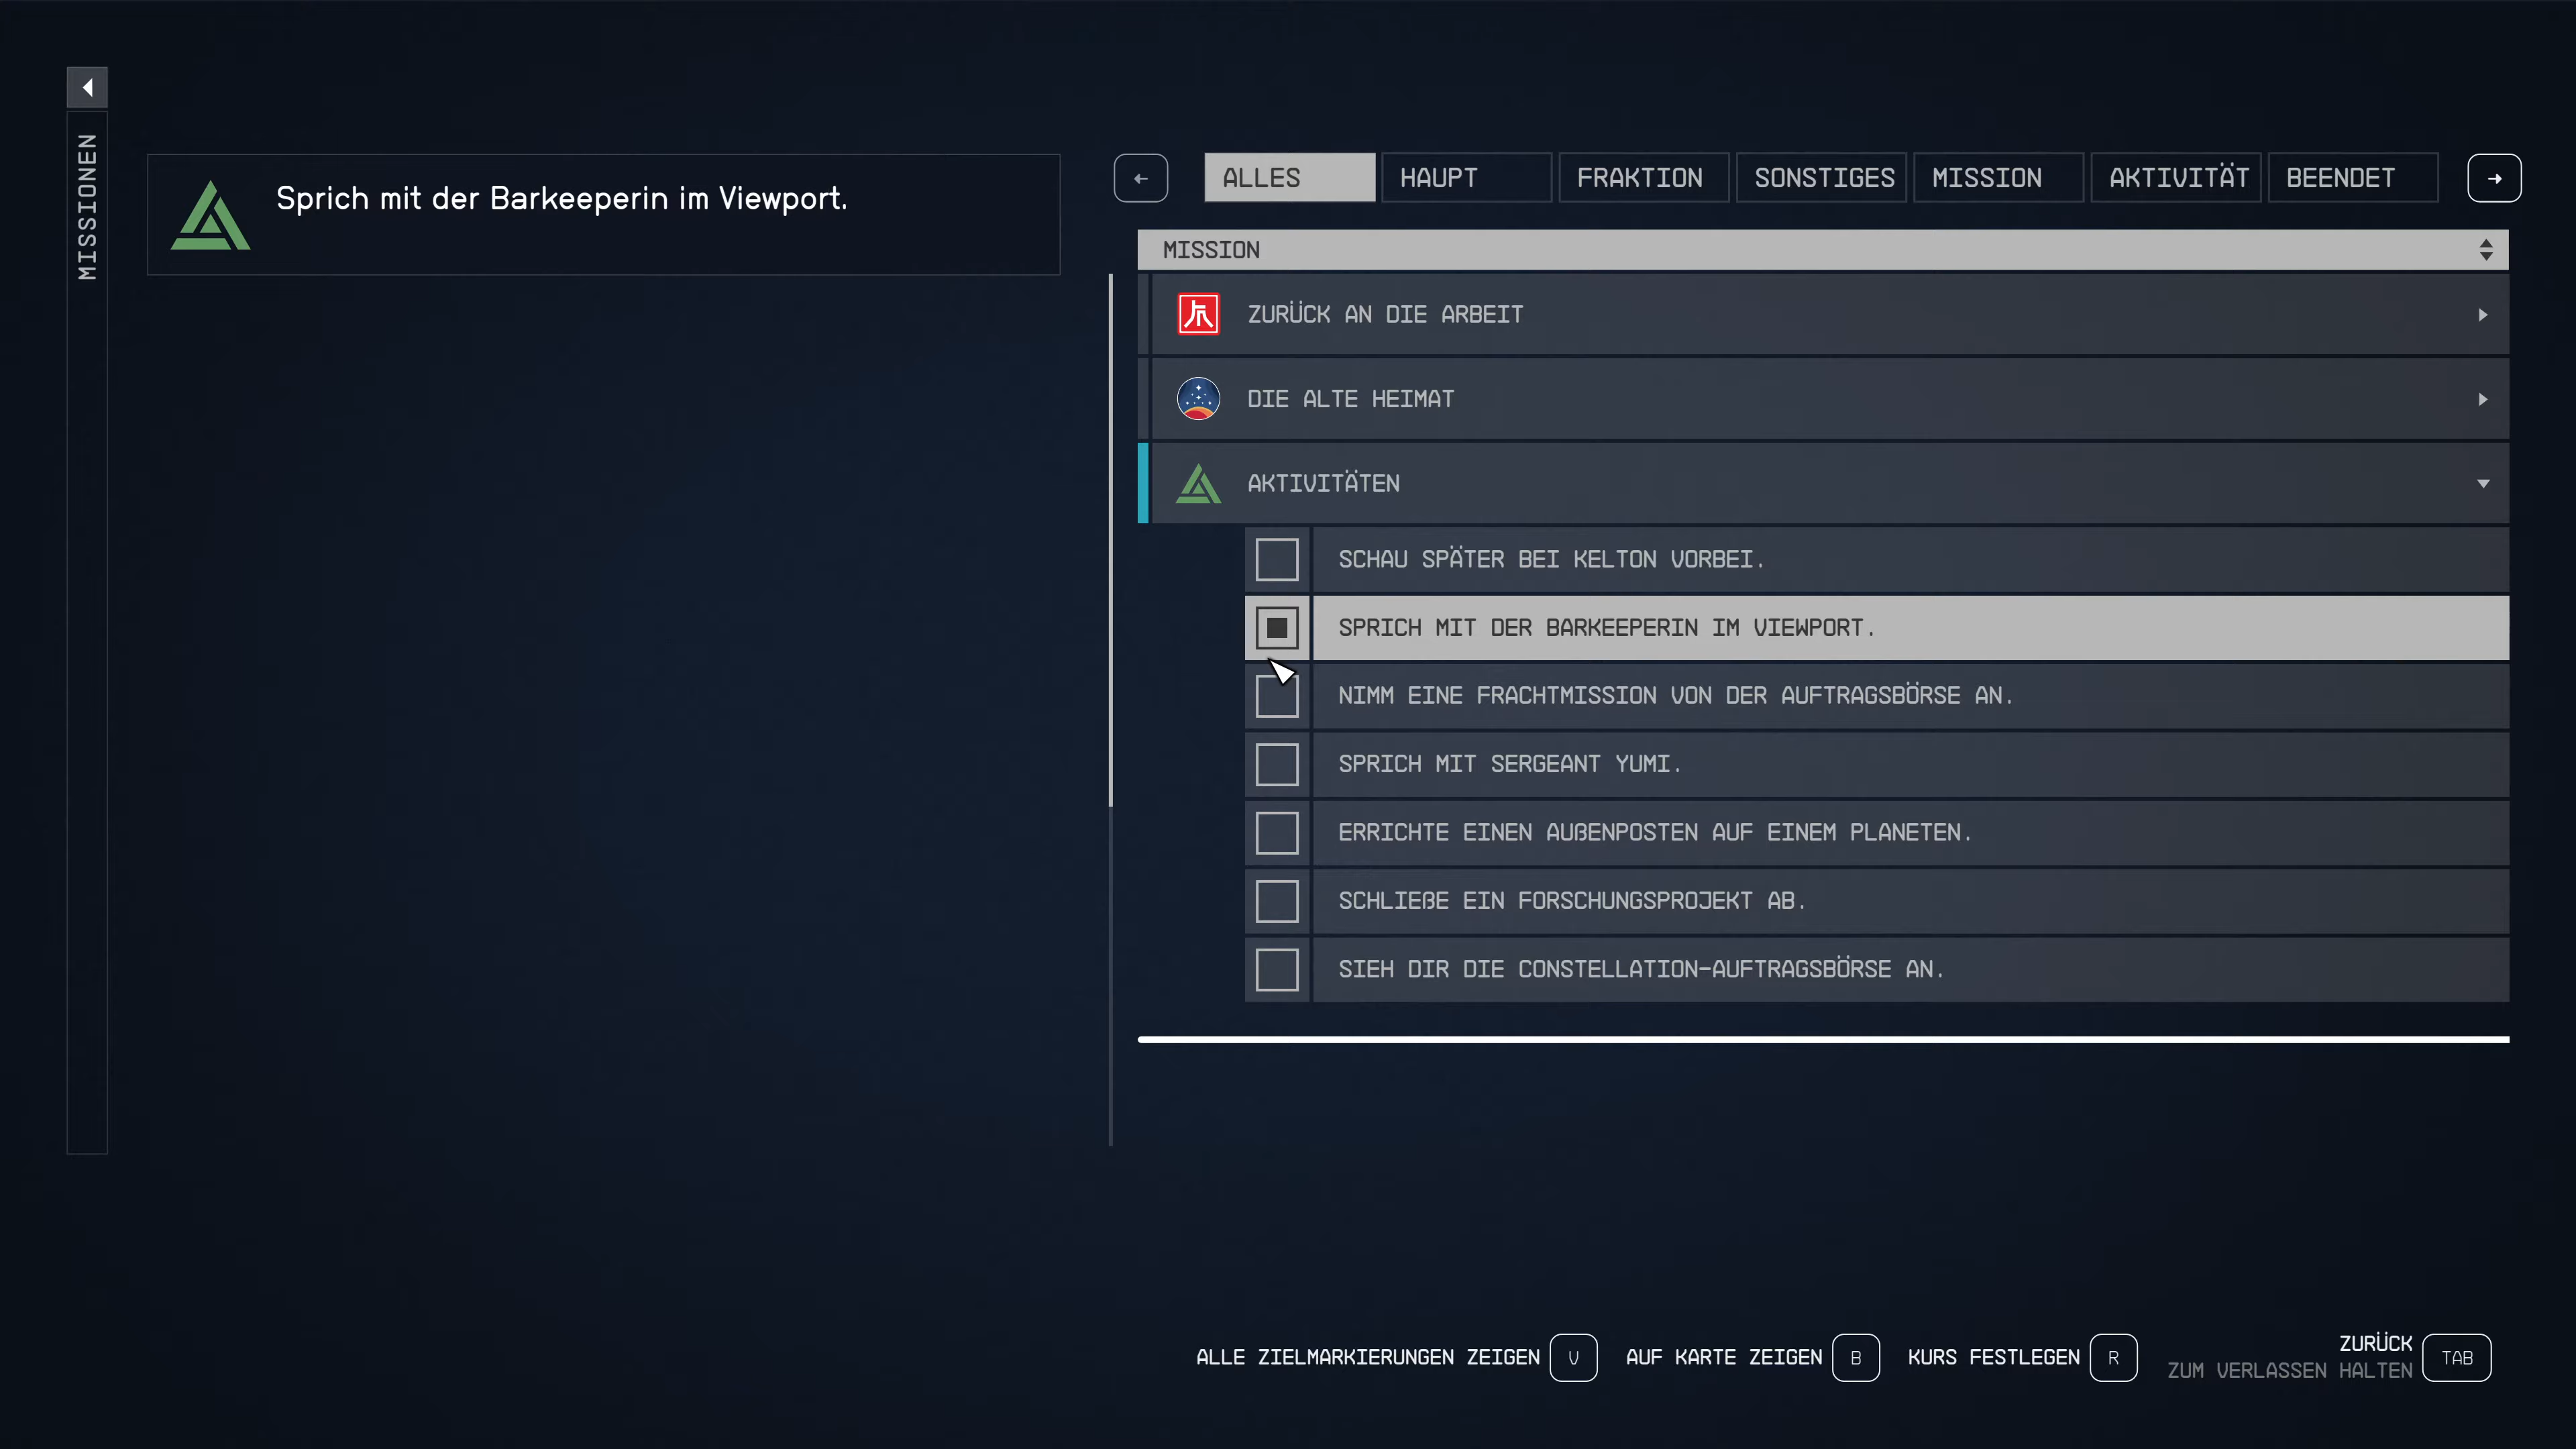 MISSIONEN
Sprich mit der Barkeeperin im Viewport.
ALLES
HAUPT
FRAKTION
SONSTIGES
MISSION
AKTIVITÄT
BEENDET
MISSION
ZURÜCK AN DIE ARBEIT
DIE ALTE HEIMAT
AKTIVITÄTEN
SCHAU SPÄTER BEI KELTON VORBEI.
SPRICH MIT DER BARKEEPERIN IM VIEWPORT.
NIMM EINE FRACHTMISSION VON DER AUFTRAGSBÖRSE AN.
SPRICH MIT SERGEANT YUMI.
ERRICHTE EINEN AUßENPOSTEN AUF EINEM PLANETEN.
SCHLIEßE EIN FORSCHUNGSPROJEKT AB.
SIEH DIR DIE CONSTELLATION-AUFTRAGSBÖRSE AN.
ALLE ZIELMARKIERUNGEN ZEIGEN V
AUF KARTE ZEIGEN B
KURS FESTLEGEN R
ZURÜCK
ZUM VERLASSEN HALTEN
TAB